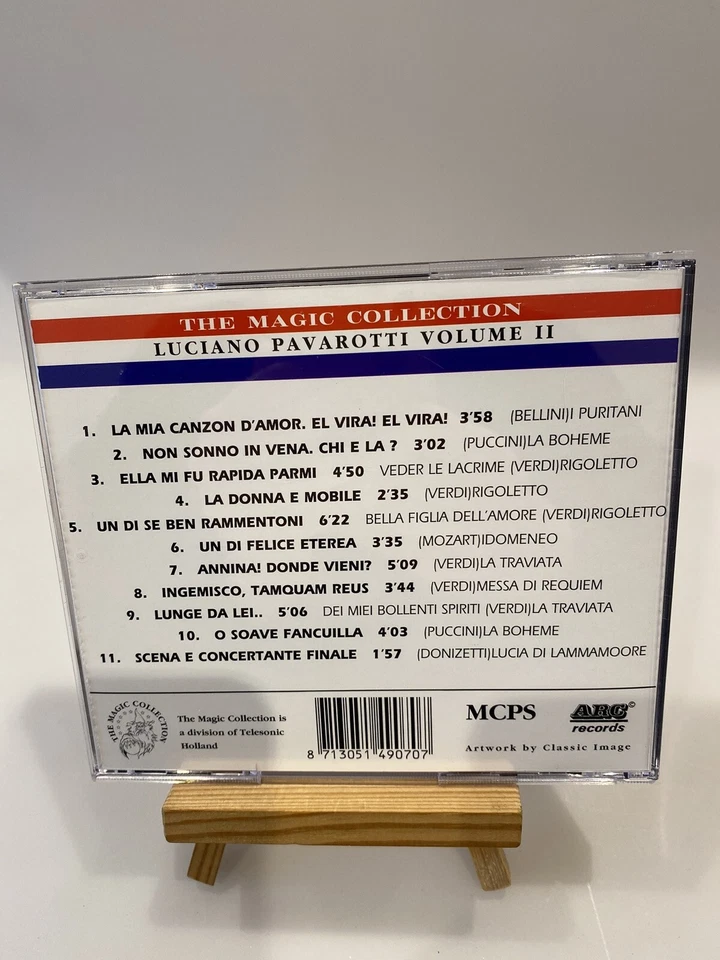 THE MAGIC COLLECTION
LUCIANO PAVAROTTI VOLUME II
1. LA MIA CANZON D'AMOR. EL VIRA! EL VIRA! 3'58 (BELLINI)I PURITANI
2. NON SONNO IN VENA. CHI E LA ? 3'02 (PUCCINI)LA BOHEME
3. ELLA MI FU RAPIDA PARMI 4'50 VEDER LE LACRIME (VERDI)RIGOLETTO
4. LA DONNA E MOBILE 2'35 (VERDI)RIGOLETTO
5. UN DI SE BEN RAMMENTONI 6'22 BELLA FIGLIA DELL'AMORE (VERDI)RIGOLETTO
6. UN DI FELICE ETEREA 3'35 (MOZART)IDOMENEO
7. ANNINA! DONDE VIENI? 5'09 (VERDI)LA TRAVIATA
8. INGEMISCO, TAMQUAM REUS 3'44 (VERDI)MESSA DI REQUIEM
9. LUNGE DA LEI.. 5'06 DEI MIEI BOLLENTI SPIRITI (VERDI)LA TRAVIATA
10. O SOAVE FANCUILLA 4'03 (PUCCINI)LA BOHEME
11. SCENA E CONCERTANTE FINALE 1'57 (DONIZETTI)LUCIA DI LAMMAMOORE
THE MAGIC COLLECTION
The Magic Collection is
a division of Telesonic
Holland
8 713051 490707
MCPS
ARC©
records
Artwork by Classic Image